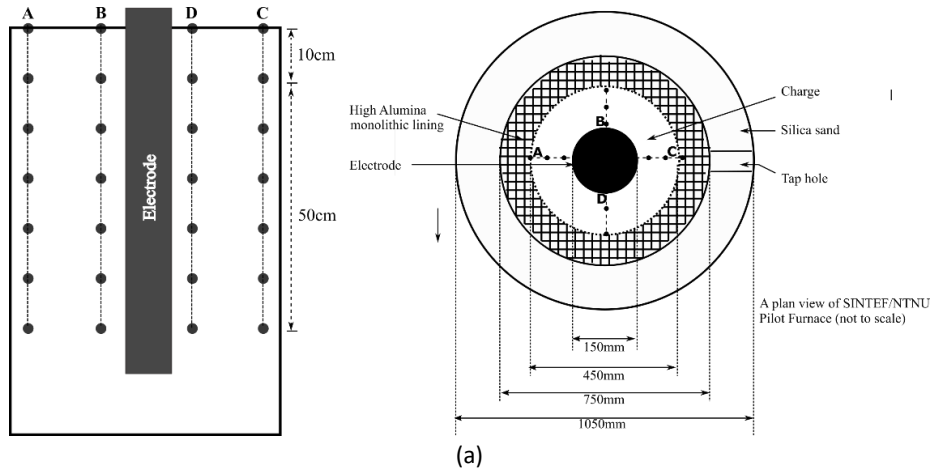 A
B
D
C
10cm
50cm
Electrode
High Alumina
monolithic lining
Electrode
Charge
Silica sand
Tap hole
A
B
C
D
A plan view of SINTEF/NTNU
Pilot Furnace (not to scale)
150mm
450mm
750mm
1050mm
(a)